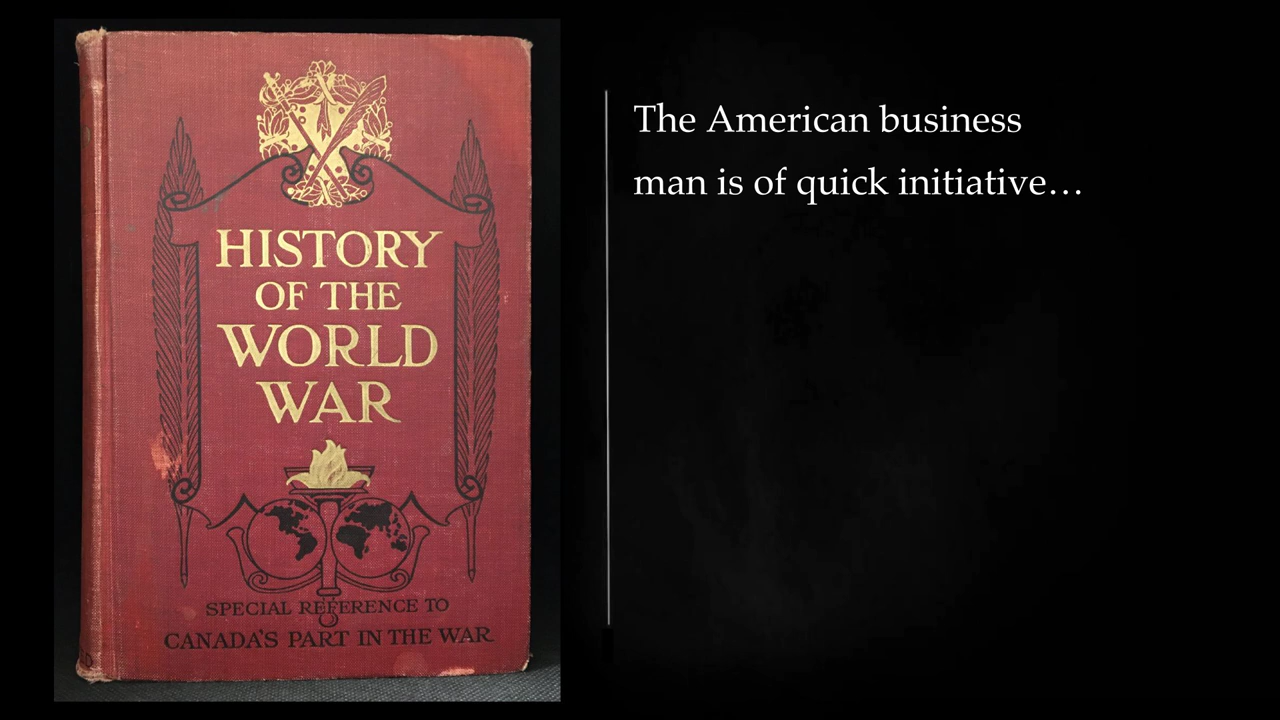 HISTORY
OF THE
WORLD
WAR
SPECIAL REFERENCE TO
CANADA'S PART IN THE WAR
The American business
man is of quick initiative…